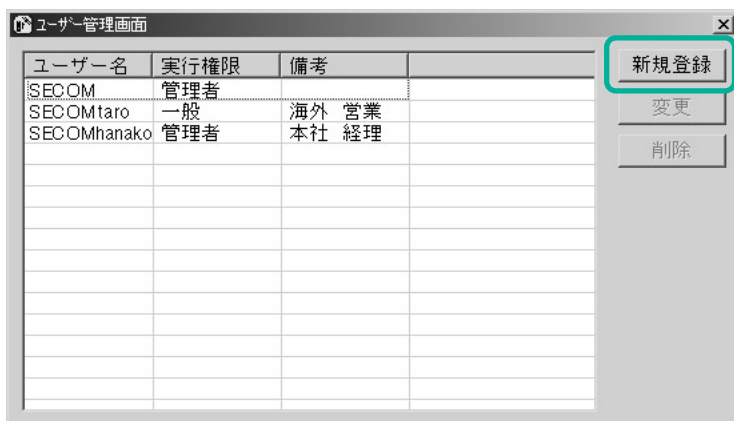 ユーザー管理画面
ユーザー名 実行権限 備考
SECOM 管理者
SECOMtaro 一般 海外 営業
SECOMhanako 管理者 本社 経理
新規登録
変更
削除